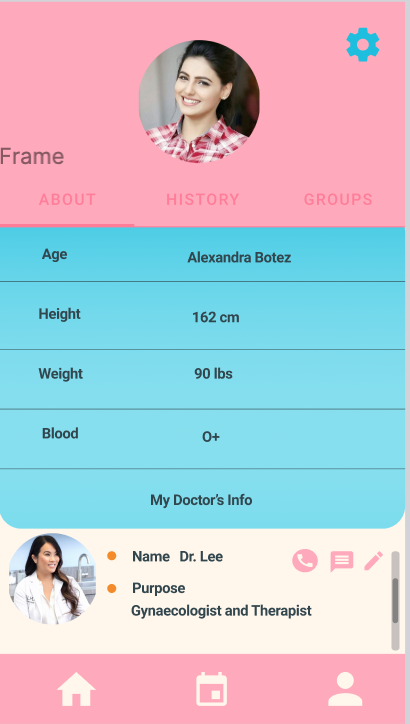 Frame
ABOUT HISTORY GROUPS
Age Alexandra Botez
Height 162 cm
Weight 90 lbs
Blood O+
My Doctor's Info
Name Dr. Lee
Purpose
Gynaecologist and Therapist